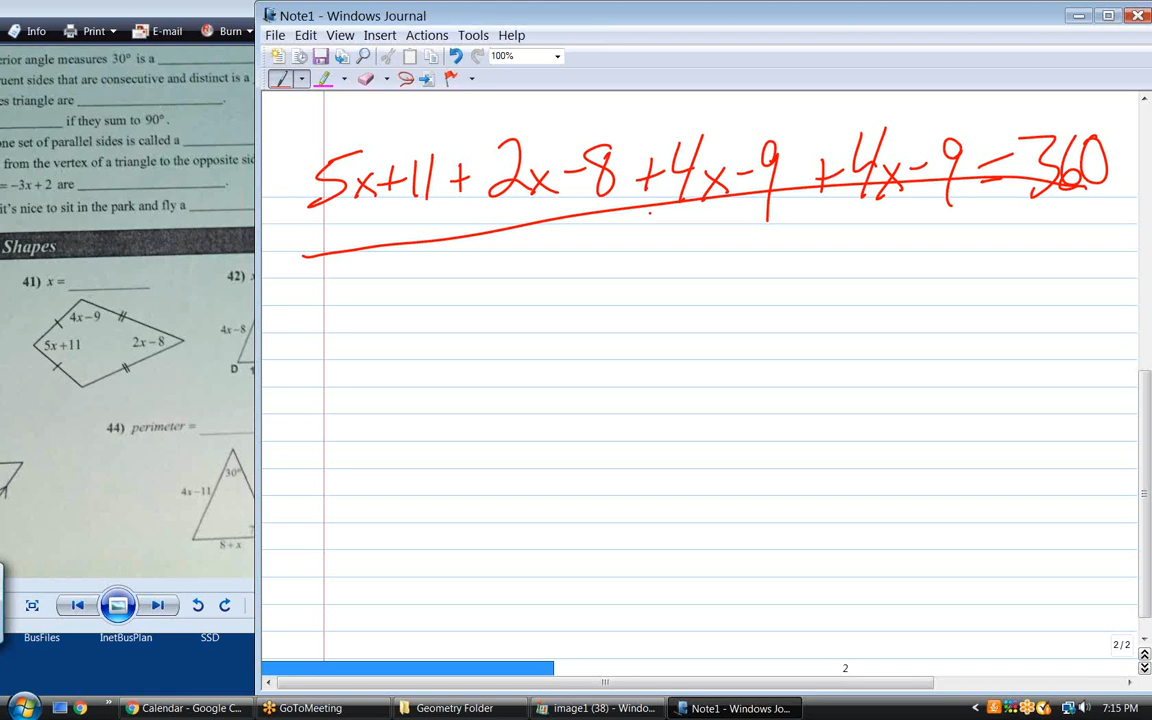 Note1 - Windows Journal
Info Print E-mail Burn
File Edit View Insert Actions Tools Help
100%
erior angle measures 30° is a
ruent sides that are consecutive and distinct is a
es triangle are
if they sum to 90°.
one set of parallel sides is called a
from the vertex of a triangle to the opposite sid
= -3x + 2 are
it's nice to sit in the park and fly a
5x+11+ 2x-8 +4x-9 +4x-9=360
Shapes
41) x =
42)
4x-9
4x-8
5x+11
2x-8
D
44) perimeter =
30°
4x-11
8+x
BusFiles InetBusPlan SSD
2/2
2
Calendar - Google C... GoToMeeting Geometry Folder image1 (38) - Windo... Note1 - Windows Jo... 7:15 PM